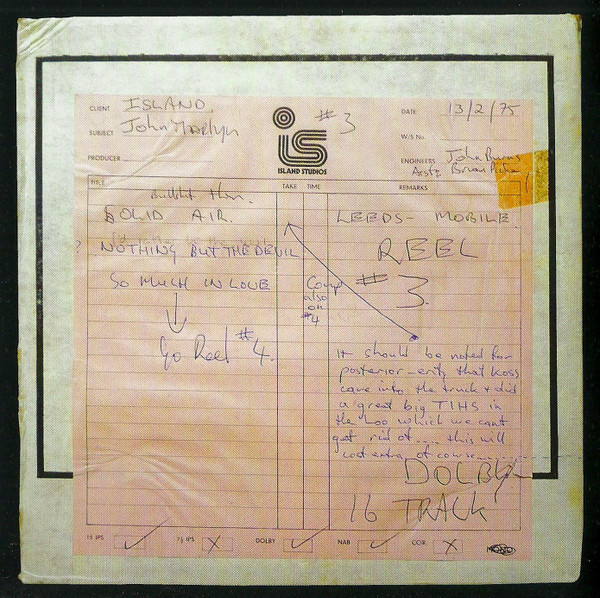 CLIENT ISLAND
SUBJECT John Martyn
PRODUCER
is
ISLAND STUDIOS
#3
DATE 13/2/75
W/S No.
ENGINEERS John Burns
Asst: Brian
TITLE TAKE TIME REMARKS
SOLID AIR.
? NOTHING BUT THE DEVIL
SO MUCH IN LOVE
Comp also on #4
Go Reel #4.
LEEDS - MOBILE.
REEL
# 3.
It should be noted for
posterior-erity that Koss
came into the truck & did
a great big TIHS in
the Loo which we cant
get rid of.... this will
cost extra of course.......
DOLBY
16 TRACK
15 IPS ✓ 7½ IPS X DOLBY ✓ NAB ✓ COR. X